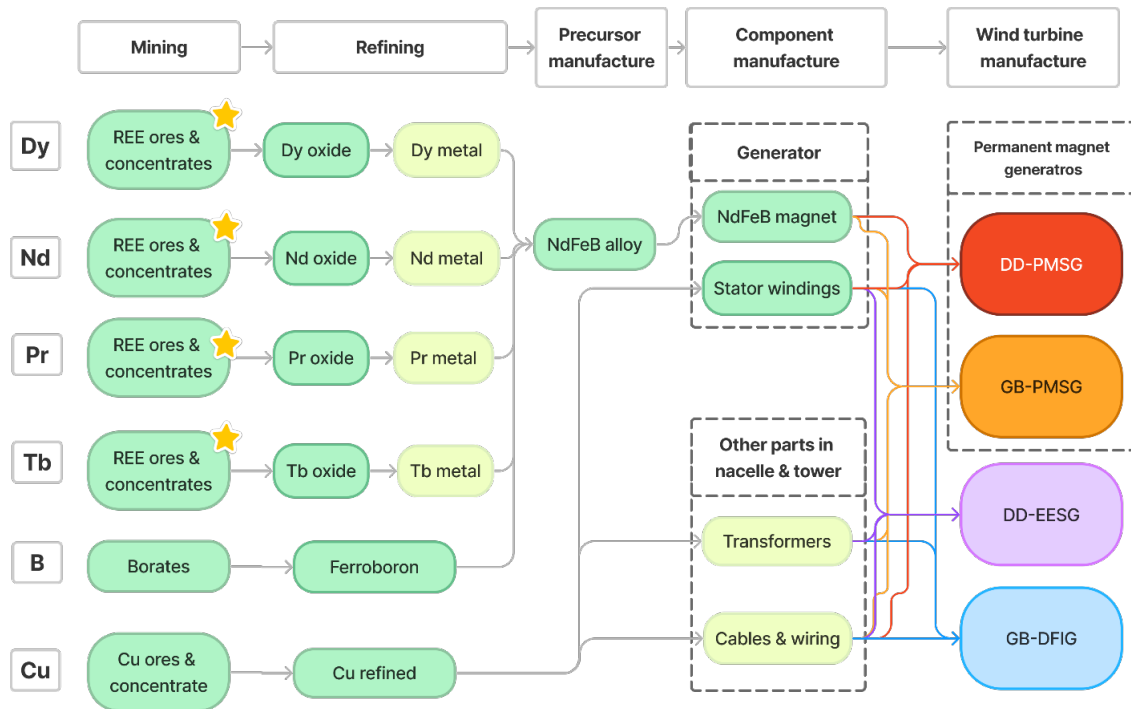 Mining
Refining
Precursor
manufacture
Component
manufacture
Wind turbine
manufacture
Dy
REE ores &
concentrates
Dy oxide
Dy metal
Generator
Permanent magnet
generatros
Nd
REE ores &
concentrates
Nd oxide
Nd metal
NdFeB alloy
NdFeB magnet
Stator windings
DD-PMSG
Pr
REE ores &
concentrates
Pr oxide
Pr metal
GB-PMSG
Tb
REE ores &
concentrates
Tb oxide
Tb metal
Other parts in
nacelle & tower
Transformers
DD-EESG
B
Borates
Ferroboron
Cables & wiring
GB-DFIG
Cu
Cu ores &
concentrate
Cu refined